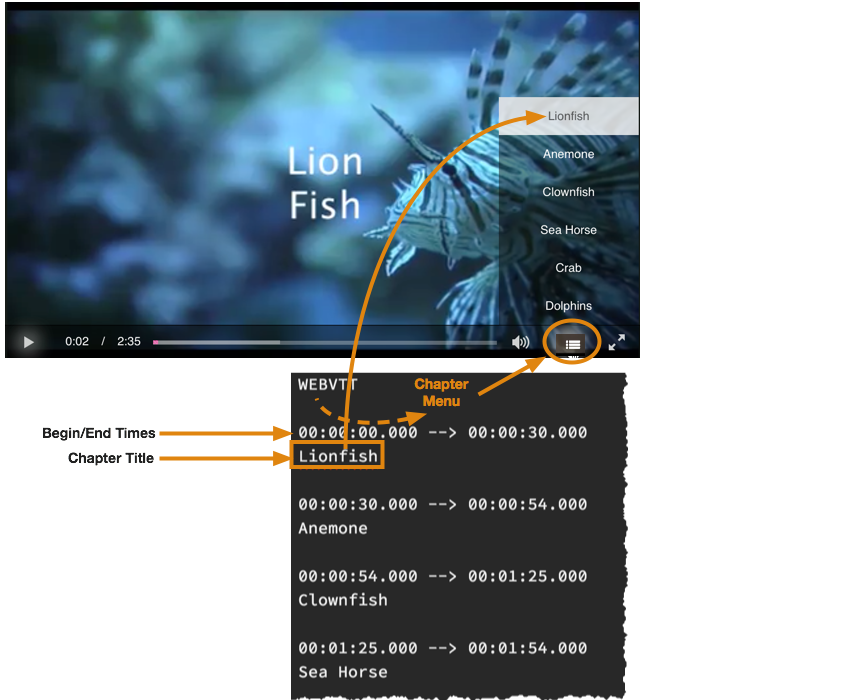 Lion
Fish
Lionfish
Anemone
Clownfish
Sea Horse
Crab
Dolphins
0:02 / 2:35
WEBVTT
Chapter
Menu
Begin/End Times
00:00:00.000 --> 00:00:30.000
Chapter Title
Lionfish
00:00:30.000 --> 00:00:54.000
Anemone
00:00:54.000 --> 00:01:25.000
Clownfish
00:01:25.000 --> 00:01:54.000
Sea Horse